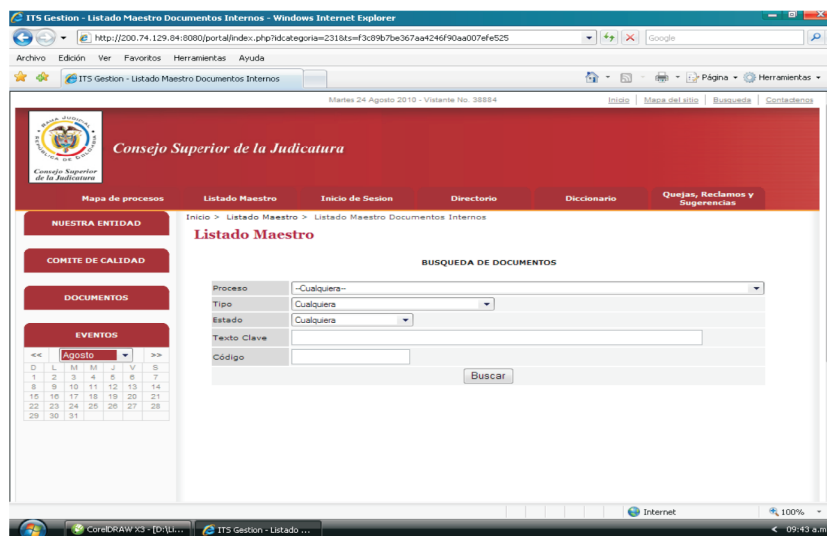 ITS Gestion - Listado Maestro Documentos Internos - Windows Internet Explorer
http://200.74.129.84:8080/portal/index.php?idcategoria=231&ts=f3c89b7be367aa4246f90aa007efe525
Google
Archivo Edición Ver Favoritos Herramientas Ayuda
ITS Gestion - Listado Maestro Documentos Internos
Página Herramientas
Martes 24 Agosto 2010 - Visitante No. 38884
Inicio Mapa del sitio Busqueda Contactenos
Consejo Superior
de la Judicatura
Consejo Superior de la Judicatura
Mapa de procesos Listado Maestro Inicio de Sesion Directorio Diccionario Quejas, Reclamos y Sugerencias
Inicio > Listado Maestro > Listado Maestro Documentos Internos
NUESTRA ENTIDAD
COMITE DE CALIDAD
DOCUMENTOS
EVENTOS
<< Agosto >>
D L M M J V S
1 2 3 4 5 6 7
8 9 10 11 12 13 14
15 16 17 18 19 20 21
22 23 24 25 26 27 28
29 30 31
Listado Maestro
BUSQUEDA DE DOCUMENTOS
Proceso --Cualquiera--
Tipo Cualquiera
Estado Cualquiera
Texto Clave
Código
Buscar
Internet 100%
CorelDRAW X3 - [D:\Li... ITS Gestion - Listado ... 09:43 a.m